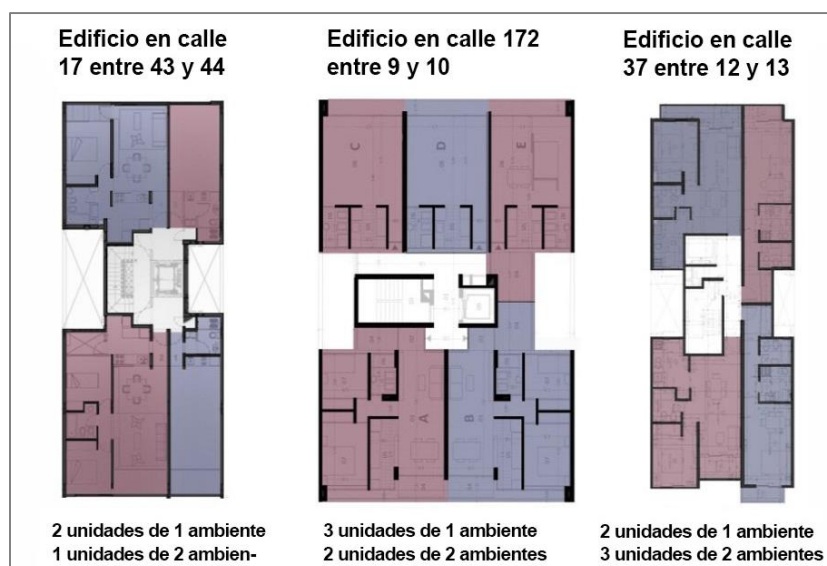 Edificio en calle
17 entre 43 y 44
Edificio en calle 172
entre 9 y 10
Edificio en calle
37 entre 12 y 13
C
D
E
A
B
2 unidades de 1 ambiente
1 unidades de 2 ambien-
3 unidades de 1 ambiente
2 unidades de 2 ambientes
2 unidades de 1 ambiente
3 unidades de 2 ambientes